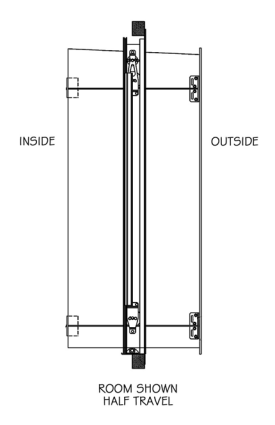 INSIDE
OUTSIDE
ROOM SHOWN
HALF TRAVEL